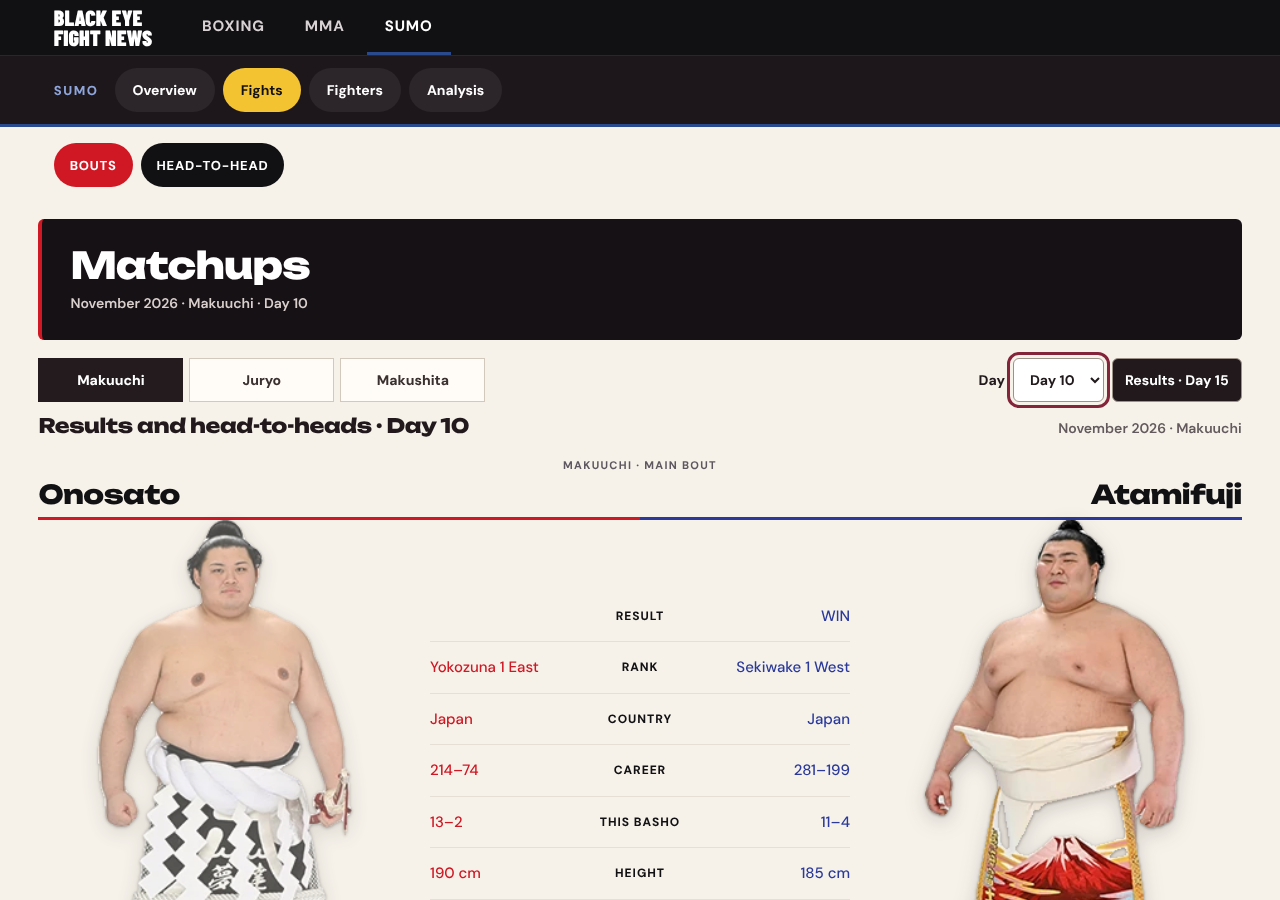 BLACK EYE
FIGHT NEWS
BOXING MMA SUMO
SUMO Overview Fights Fighters Analysis
BOUTS HEAD-TO-HEAD
Matchups
November 2026 · Makuuchi · Day 10
Makuuchi Juryo Makushita Day Day 10 Results · Day 15
Results and head-to-heads · Day 10 November 2026 · Makuuchi
MAKUUCHI · MAIN BOUT
Onosato Atamifuji
RESULT WIN
Yokozuna 1 East RANK Sekiwake 1 West
Japan COUNTRY Japan
214–74 CAREER 281–199
13–2 THIS BASHO 11–4
190 cm HEIGHT 185 cm